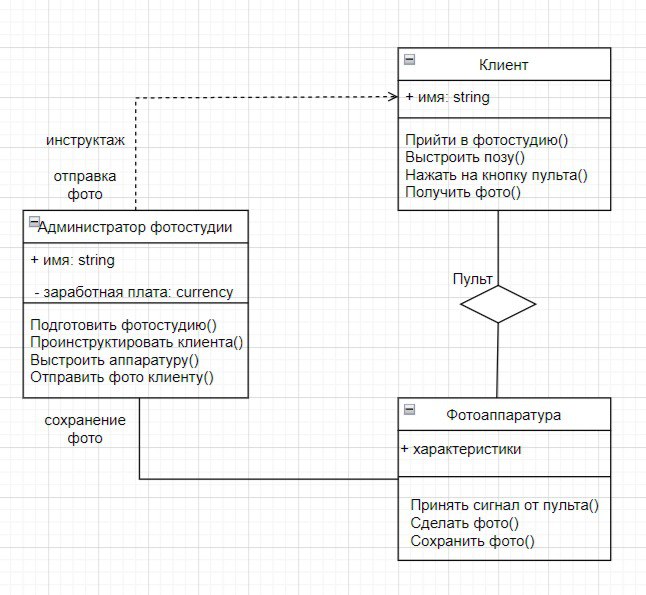 Клиент
+ имя: string
Прийти в фотостудию()
Выстроить позу()
Нажать на кнопку пульта()
Получить фото()
инструктаж
отправка
фото
Администратор фотостудии
+ имя: string
- заработная плата: currency
Подготовить фотостудию()
Проинструктировать клиента()
Выстроить аппаратуру()
Отправить фото клиенту()
Пульт
сохранение
фото
Фотоаппаратура
+ характеристики
Принять сигнал от пульта()
Сделать фото()
Сохранить фото()